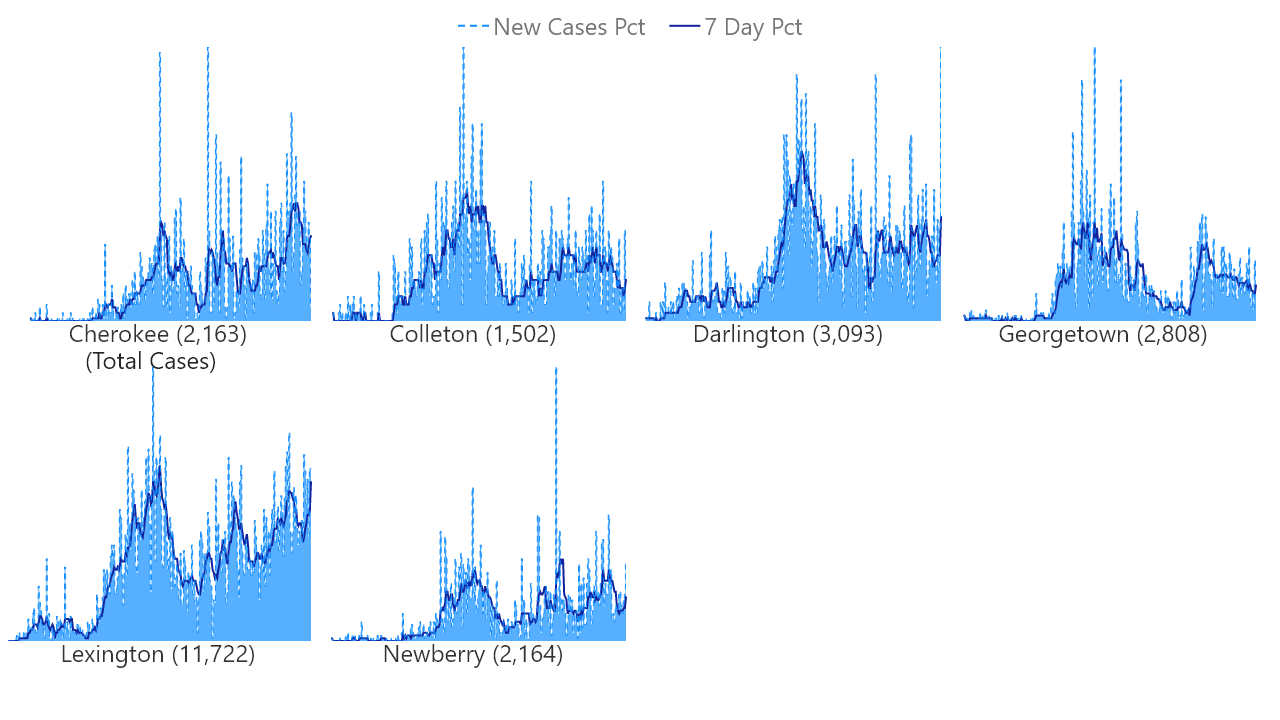 New Cases Pct 7 Day Pct
Cherokee (2,163) Colleton (1,502) Darlington (3,093) Georgetown (2,808)
(Total Cases)
Lexington (11,722) Newberry (2,164)